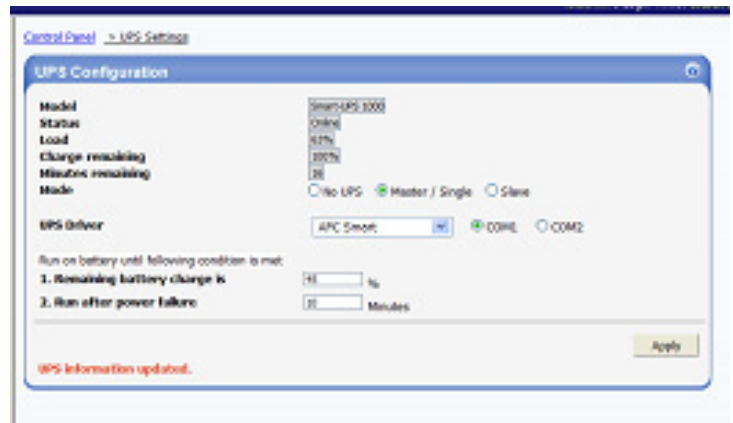 Control Panel > UPS Settings
UPS Configuration
Model Smart-UPS 1000
Status Online
Load
Charge remaining 100%
Minutes remaining
Mode No UPS Master / Single Slave
UPS Driver APC Smart COM1 COM2
Run on battery until following condition is met
1. Remaining battery charge is %
2. Run after power failure Minutes
Apply
UPS information updated.